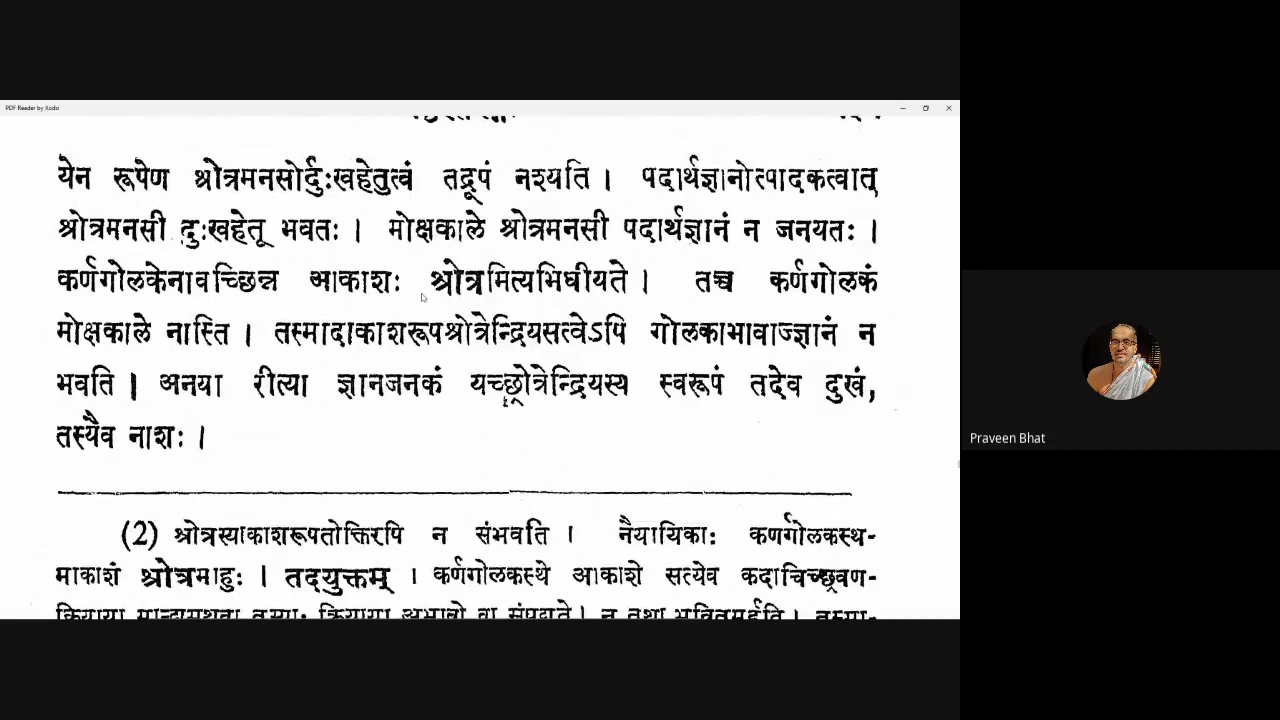 PDF Reader by Xodo
येन रूपेण श्रोत्रमनसोर्दुःखहेतुत्वं तद्रूपं नश्यति । पदार्थज्ञानोत्पादकत्वात्
श्रोत्रमनसी दुःखहेतू भवतः । मोक्षकाले श्रोत्रमनसी पदार्थज्ञानं न जनयतः ।
कर्णगोलकेनावच्छिन्न आकाशः श्रोत्रमित्यभिधीयते । तच्च कर्णगोलकं
मोक्षकाले नास्ति । तस्मादाकाशरूपश्रोत्रेन्द्रियसत्वेऽपि गोलकाभावाज्ज्ञानं न
भवति । अनया रीत्या ज्ञानजनकं यच्छ्रोत्रेन्द्रियस्य स्वरूपं तदेव दुखं,
तस्यैव नाशः ।
(2) श्रोत्रस्याकाशरूपतोक्तिरपि न संभवति । नैयायिकाः कर्णगोलकस्थ-
माकाशं श्रोत्रमाहुः । तदयुक्तम् । कर्णगोलकस्थे आकाशे सत्येव कदाचिच्छ्रवण-
Praveen Bhat